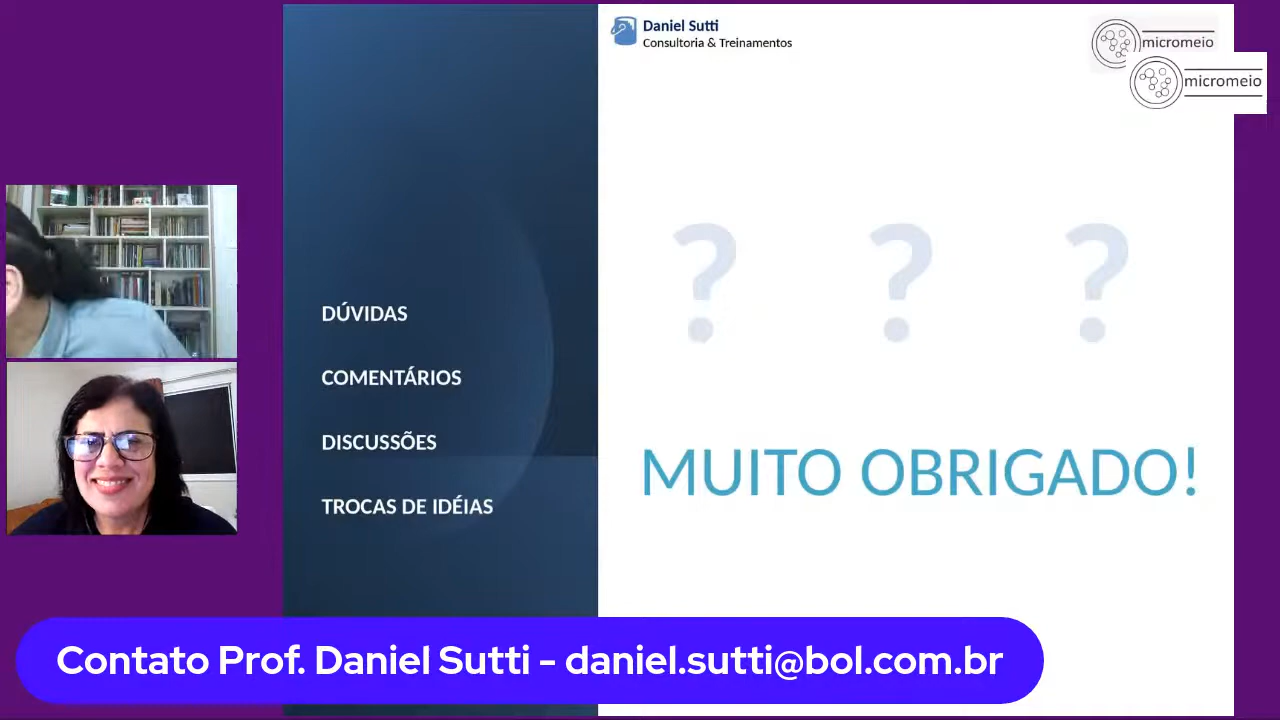 Daniel Sutti
Consultoria & Treinamentos
micromeio
micromeio
DÚVIDAS
COMENTÁRIOS
DISCUSSÕES
TROCAS DE IDÉIAS
? ? ?
MUITO OBRIGADO!
Contato Prof. Daniel Sutti - daniel.sutti@bol.com.br